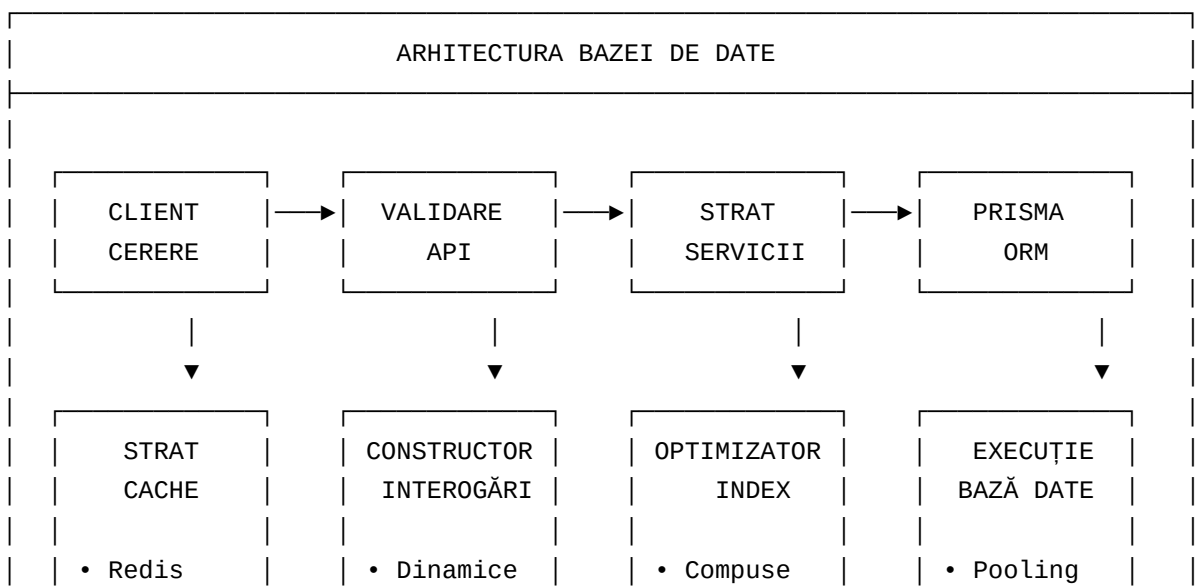 ARHITECTURA BAZEI DE DATE
CLIENT VALIDARE STRAT PRISMA
CERERE API SERVICII ORM
STRAT CONSTRUCTOR OPTIMIZATOR EXECUȚIE
CACHE INTEROGĂRI INDEX BAZĂ DATE
• Redis • Dinamice • Compuse • Pooling